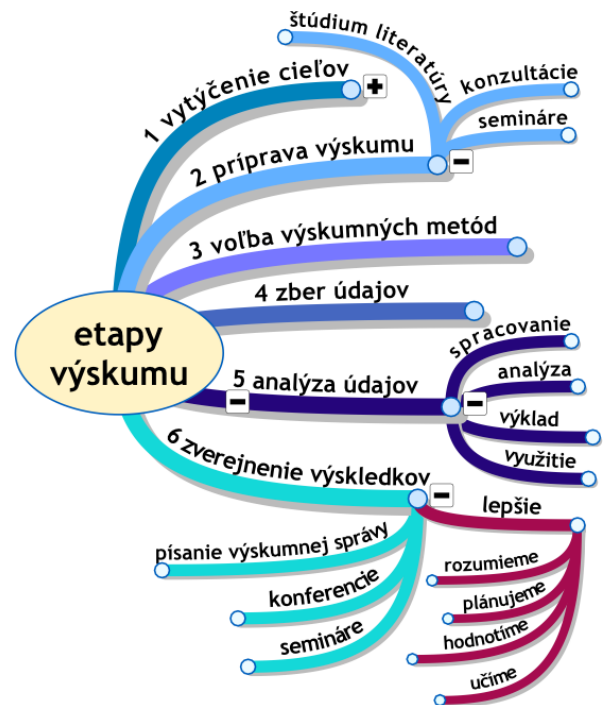 štúdium literatúry
1 vytýčenie cieľov
konzultácie
semináre
2 príprava výskumu
3 voľba výskumných metód
4 zber údajov
etapy
výskumu
spracovanie
5 analýza údajov
analýza
výklad
využitie
6 zverejnenie výskledkov
lepšie
písanie výskumnej správy
konferencie
semináre
rozumieme
plánujeme
hodnotíme
učíme